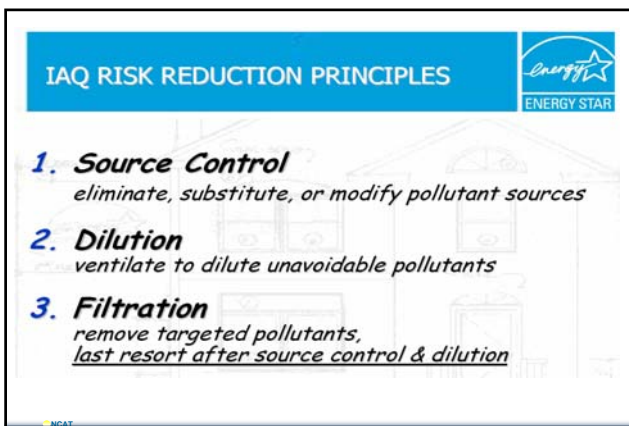 IAQ RISK REDUCTION PRINCIPLES
energy
ENERGY STAR
1. Source Control
eliminate, substitute, or modify pollutant sources
2. Dilution
ventilate to dilute unavoidable pollutants
3. Filtration
remove targeted pollutants,
last resort after source control & dilution
NCAT